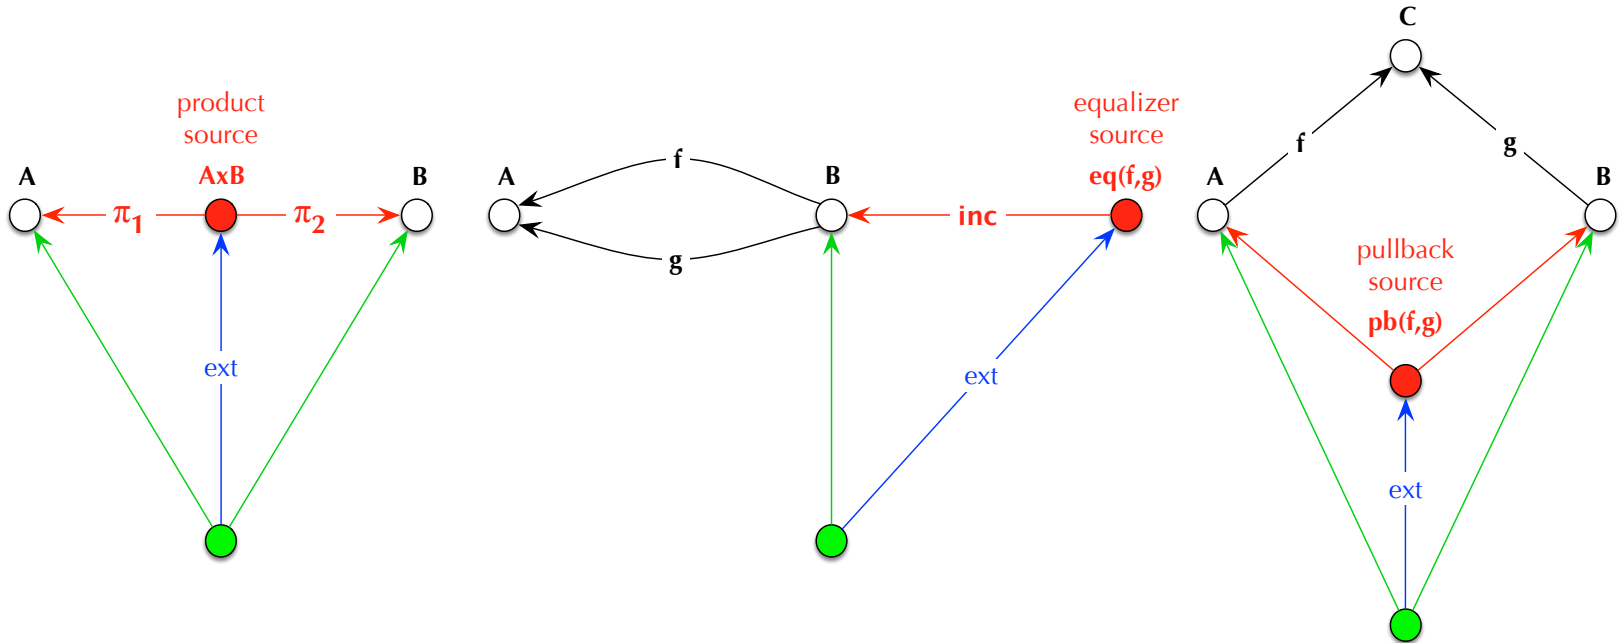 product
source
A
AxB
B
π1
π2
ext
A
f
g
B
equalizer
source
eq(f,g)
inc
ext
C
f
g
A
B
pullback
source
pb(f,g)
ext